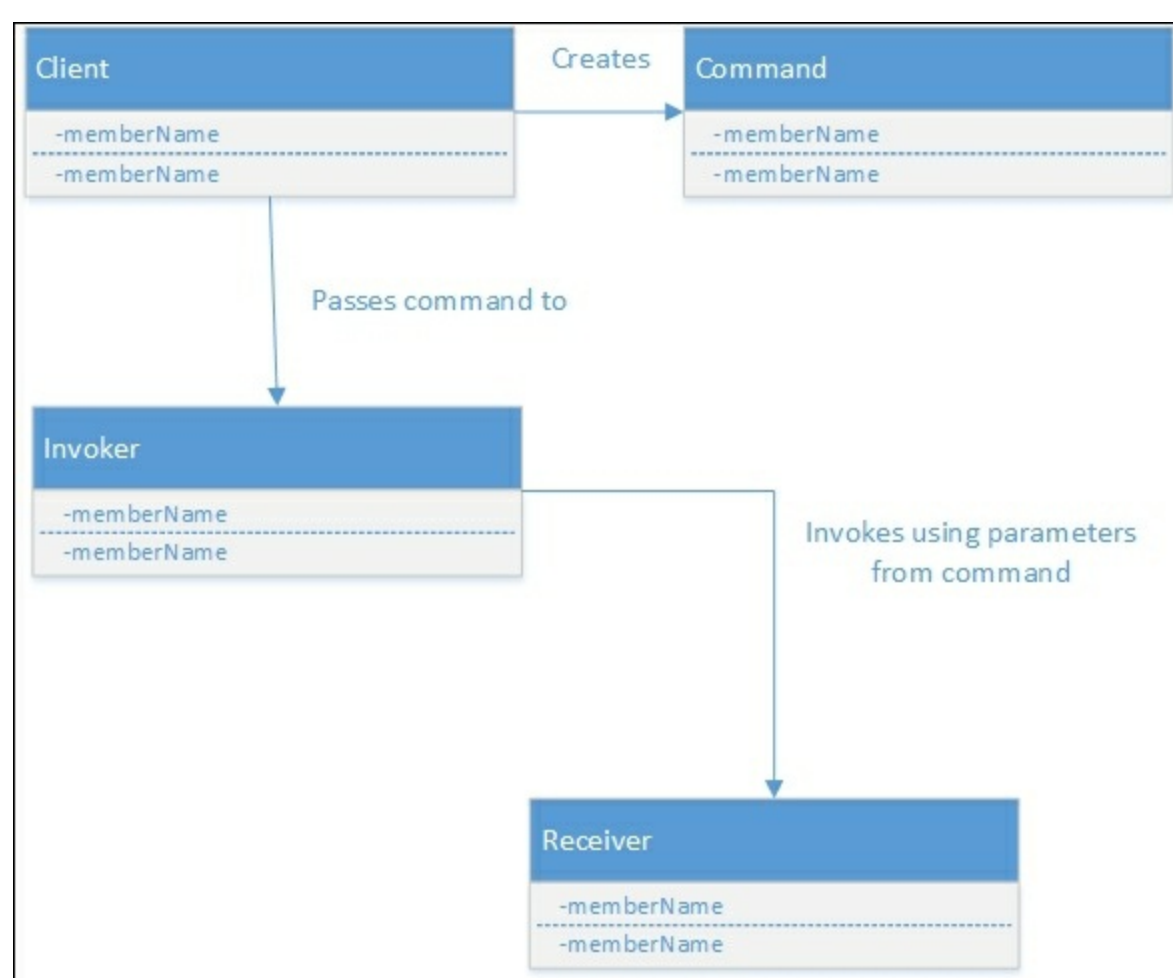 Client
-memberName
-memberName
Creates
Command
-memberName
-memberName
Passes command to
Invoker
-memberName
-memberName
Invokes using parameters
from command
Receiver
-memberName
-memberName